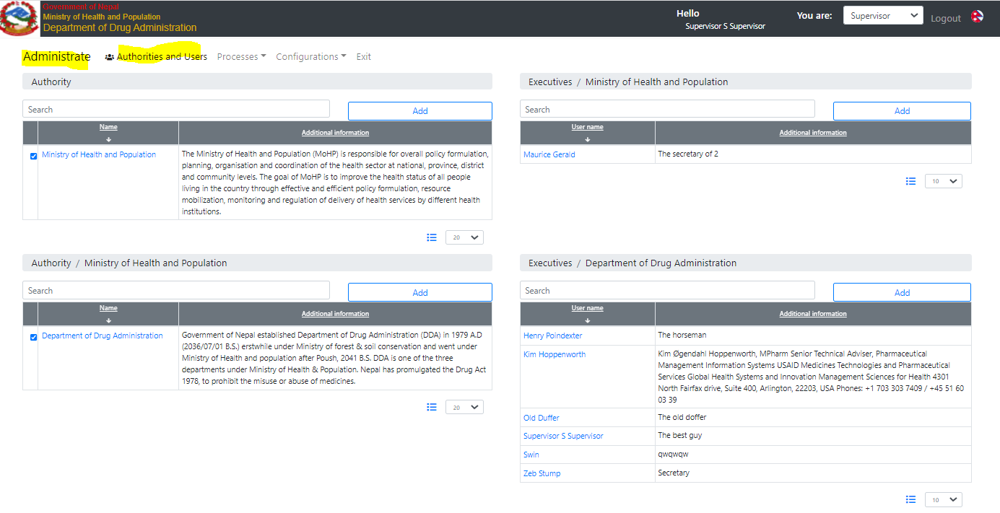 Government of Nepal
Ministry of Health and Population
Department of Drug Administration
Hello
Supervisor S Supervisor
You are:
Supervisor
Logout
Administrate
Authorities and Users
Processes
Configurations
Exit
Authority
Search
Add
Name
Additional information
Ministry of Health and Population
The Ministry of Health and Population (MoHP) is responsible for overall policy formulation,
planning, organisation and coordination of the health sector at national, province, district
and community levels. The goal of MoHP is to improve the health status of all people
living in the country through effective and efficient policy formulation, resource
mobilization, monitoring and regulation of delivery of health services by different health
institutions.
20
Executives / Ministry of Health and Population
Search
Add
User name
Additional information
Maurice Gerald
The secretary of 2
10
Authority / Ministry of Health and Population
Search
Add
Name
Additional information
Department of Drug Administration
Government of Nepal established Department of Drug Administration (DDA) in 1979 A.D
(2036/07/01 B.S.) erstwhile under Ministry of forest & soil conservation and went under
Ministry of Health and population after Poush, 2041 B.S. DDA is one of the three
departments under Ministry of Health & Population. Nepal has promulgated the Drug Act
1978, to prohibit the misuse or abuse of medicines.
20
Executives / Department of Drug Administration
Search
Add
User name
Additional information
Henry Poindexter
The horseman
Kim Hoppenworth
Kim Øgendahl Hoppenworth, MPharm Senior Technical Adviser, Pharmaceutical
Management Information Systems USAID Medicines Technologies and Pharmaceutical
Services Global Health Systems and Innovation Management Sciences for Health 4301
North Fairfax drive, Suite 400, Arlington, 22203, USA Phones: +1 703 303 7409 / +45 51 60
03 39
Old Duffer
The old doffer
Supervisor S Supervisor
The best guy
Swin
qwqwqw
Zeb Stump
Secretary
10